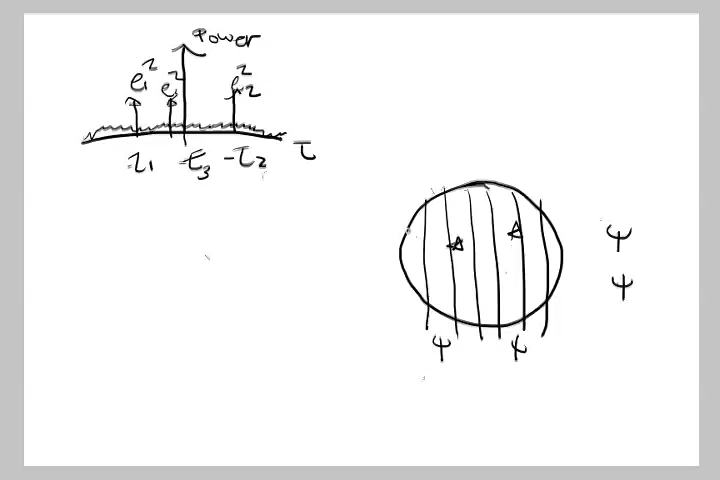 Power
e₁² e₃² e₂²
τ₁ -τ₃ -τ₂ τ
ψ
ψ
ψ ψ